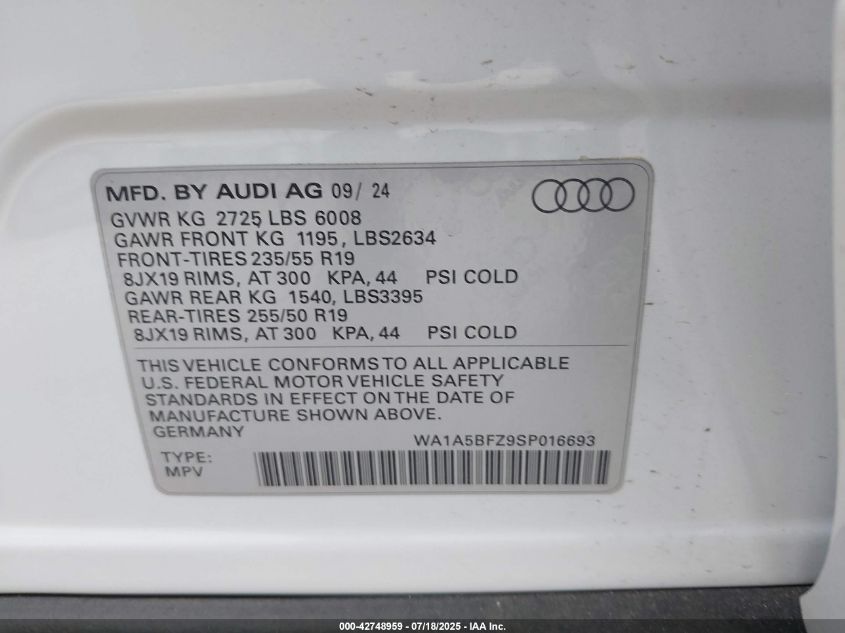 MFD. BY AUDI AG 09/ 24
GVWR KG 2725 LBS 6008
GAWR FRONT KG 1195, LBS2634
FRONT-TIRES 235/55 R19
8JX19 RIMS, AT 300 KPA, 44 PSI COLD
GAWR REAR KG 1540, LBS3395
REAR-TIRES 255/50 R19
8JX19 RIMS, AT 300 KPA, 44 PSI COLD
THIS VEHICLE CONFORMS TO ALL APPLICABLE
U.S. FEDERAL MOTOR VEHICLE SAFETY
STANDARDS IN EFFECT ON THE DATE OF
MANUFACTURE SHOWN ABOVE.
GERMANY
WA1A5BFZ9SP016693
TYPE:
MPV
000-42748959 - 07/18/2025 - IAA Inc.